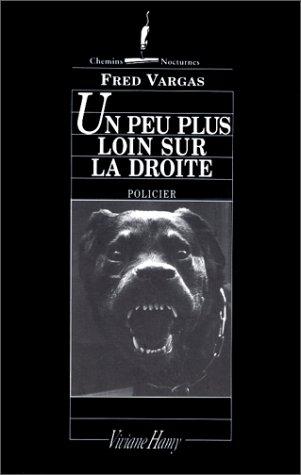 Chemins Nocturnes
FRED VARGAS
UN PEU PLUS
LOIN SUR
LA DROITE
POLICIER
Viviane Hamy